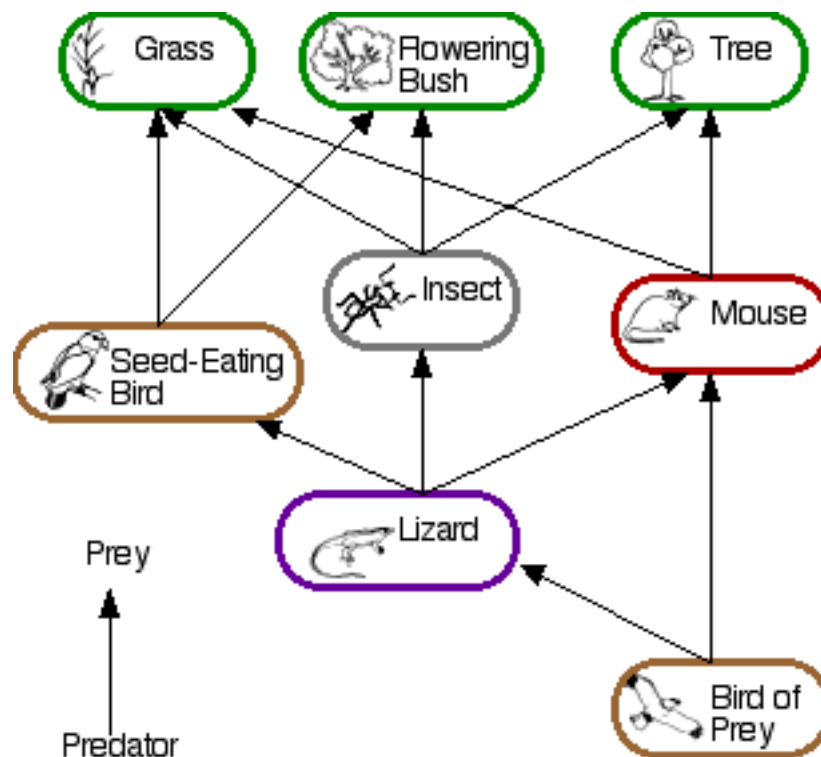 Grass
Flowering
Bush
Tree
Insect
Mouse
Seed-Eating
Bird
Lizard
Prey
Bird of
Prey
Predator